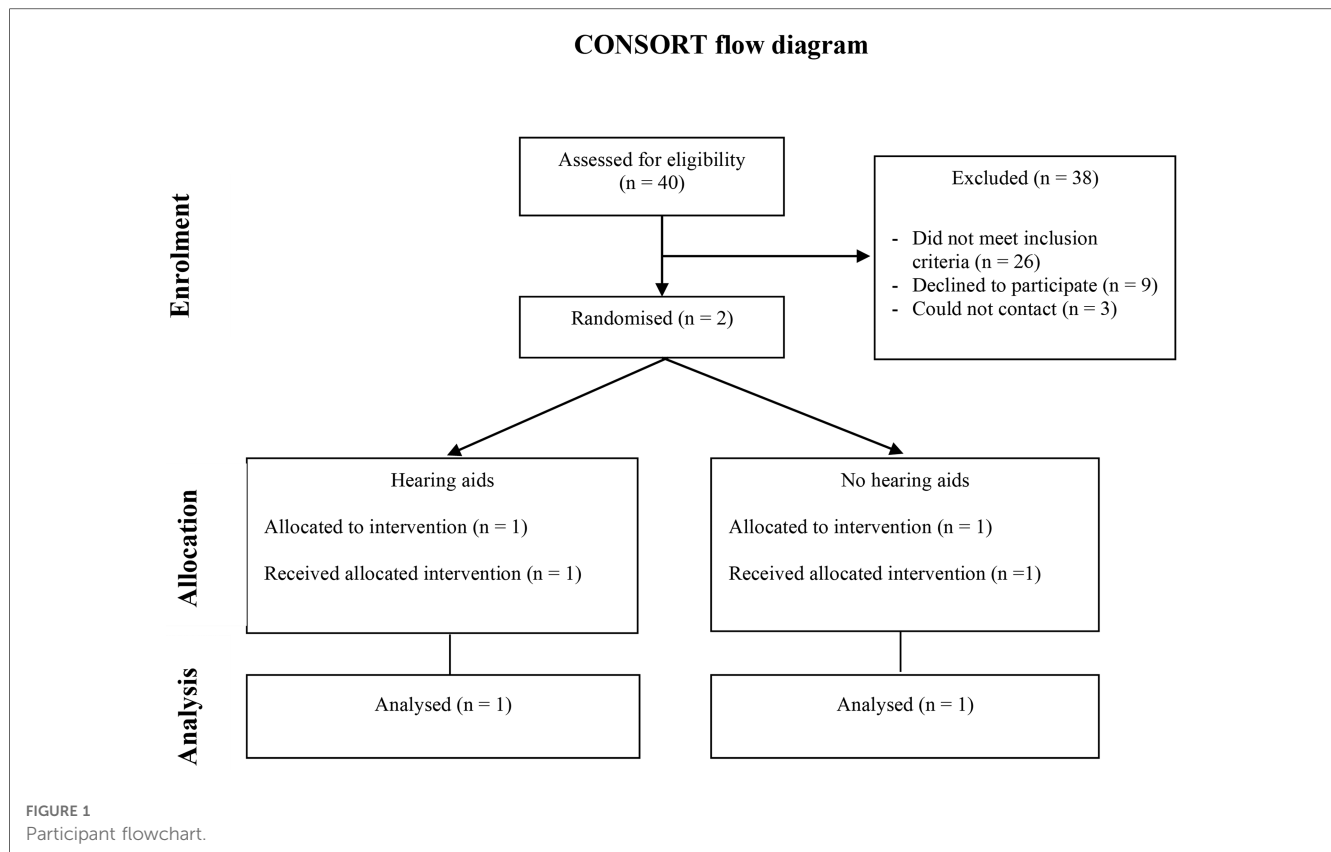 CONSORT flow diagram
Enrolment
Assessed for eligibility
(n = 40)
Excluded (n = 38)
- Did not meet inclusion
criteria (n = 26)
- Declined to participate (n = 9)
- Could not contact (n = 3)
Randomised (n = 2)
Allocation
Hearing aids
Allocated to intervention (n = 1)
Received allocated intervention (n = 1)
No hearing aids
Allocated to intervention (n = 1)
Received allocated intervention (n =1)
Analysis
Analysed (n = 1)
Analysed (n = 1)
FIGURE 1
Participant flowchart.